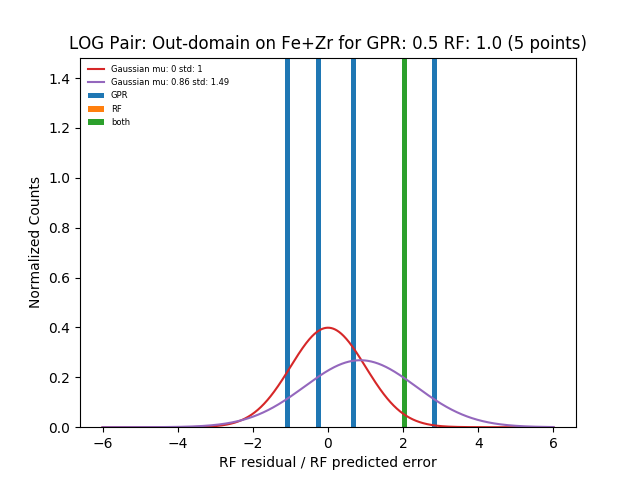 LOG Pair: Out-domain on Fe+Zr for GPR: 0.5 RF: 1.0 (5 points)
Gaussian mu: 0 std: 1
Gaussian mu: 0.86 std: 1.49
GPR
RF
both
Normalized Counts
1.4
1.2
1.0
0.8
0.6
0.4
0.2
0.0
−6 −4 −2 0 2 4 6
RF residual / RF predicted error